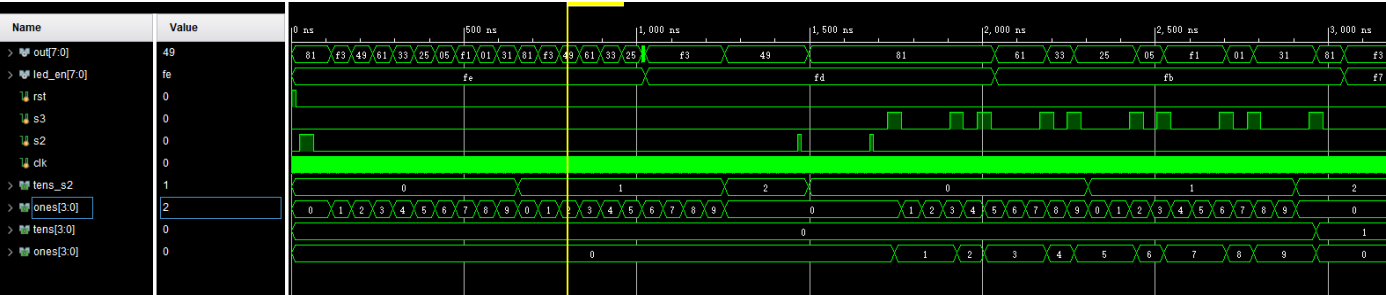 Name Value
0 ns 500 ns 1,000 ns 1,500 ns 2,000 ns 2,500 ns 3,000 ns
out[7:0] 49 81 f3 49 61 33 25 05 f1 01 31 81 f3 49 61 33 25 f3 49 81 61 33 25 05 f1 01 31 81 f3
led_en[7:0] fe fe fd fb f7
rst 0
s3 0
s2 0
clk 0
tens_s2 1 0 1 2 0 1 2
ones[3:0] 2 0 1 2 3 4 5 6 7 8 9 0 1 2 3 4 5 6 7 8 9 0 1 2 3 4 5 6 7 8 9 0 1 2 3 4 5 6 7 8 9 0
tens[3:0] 0 0 1
ones[3:0] 0 0 1 2 3 4 5 6 7 8 9 0